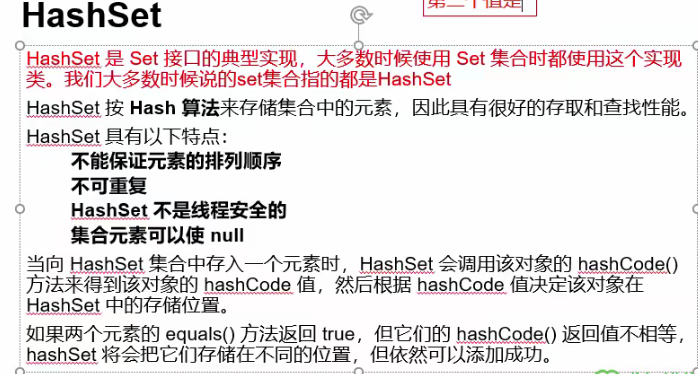 HashSet
第二个值是
HashSet 是 Set 接口的典型实现，大多数时候使用 Set 集合时都使用这个实现
类。我们大多数时候说的set集合指的都是HashSet
HashSet 按 Hash 算法来存储集合中的元素，因此具有很好的存取和查找性能。
HashSet 具有以下特点：
不能保证元素的排列顺序
不可重复
HashSet 不是线程安全的
集合元素可以使 null
当向 HashSet 集合中存入一个元素时，HashSet 会调用该对象的 hashCode()
方法来得到该对象的 hashCode 值，然后根据 hashCode 值决定该对象在
HashSet 中的存储位置。
如果两个元素的 equals() 方法返回 true，但它们的 hashCode() 返回值不相等，
hashSet 将会把它们存储在不同的位置，但依然可以添加成功。